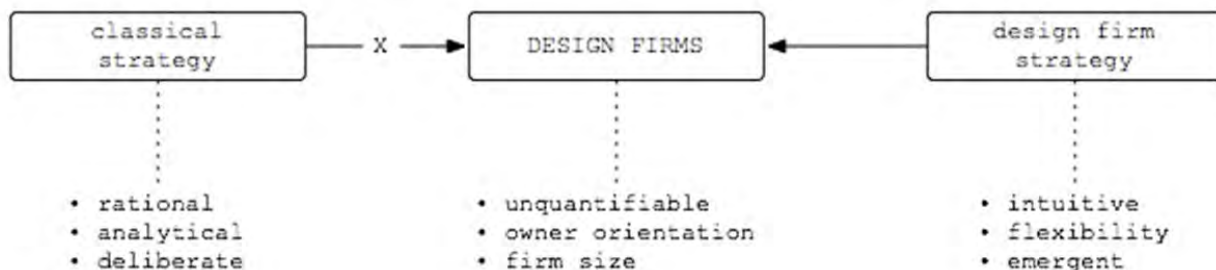 classical
strategy
X
DESIGN FIRMS
design firm
strategy
• rational
• analytical
• deliberate
• unquantifiable
• owner orientation
• firm size
• intuitive
• flexibility
• emergent